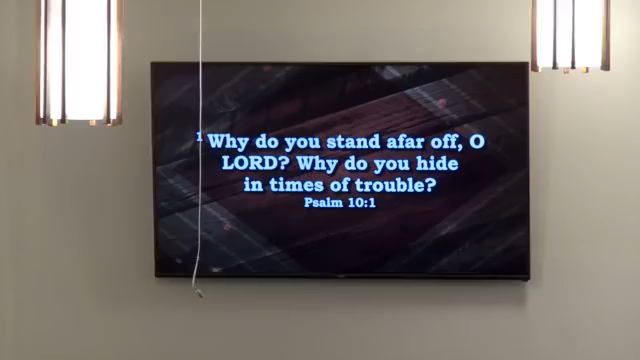 1 Why do you stand afar off, O
LORD? Why do you hide
in times of trouble?
Psalm 10:1